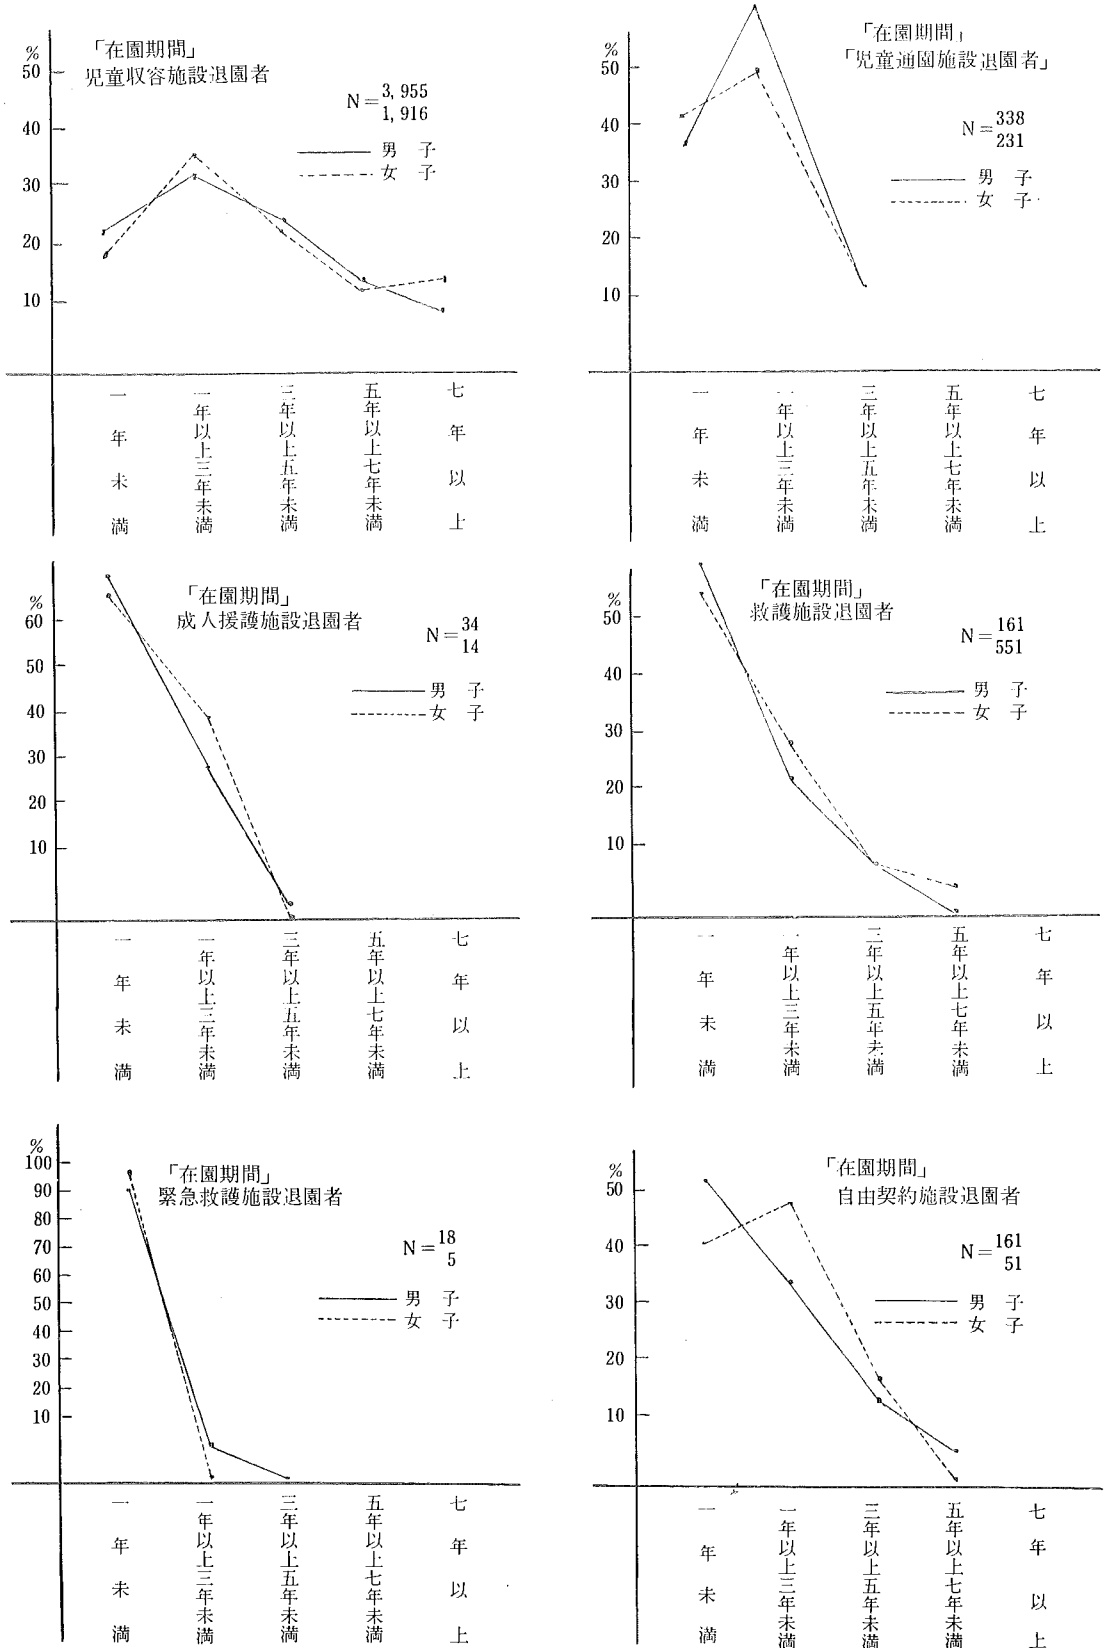 「在園期間」
児童収容施設退園者
N=3,955
1,916
男 子
女 子
%
50
40
30
20
10
一年未満
一年以上三年未満
三年以上五年未満
五年以上七年未満
七年以上
「在園期間」
「児童通園施設退園者」
N=338
231
男 子
女 子
%
50
40
30
20
10
一年未満
一年以上三年未満
三年以上五年未満
五年以上七年未満
七年以上
「在園期間」
成人援護施設退園者
N=34
14
男 子
女 子
%
60
50
40
30
20
10
一年未満
一年以上三年未満
三年以上五年未満
五年以上七年未満
七年以上
「在園期間」
救護施設退園者
N=161
551
男 子
女 子
%
50
40
30
20
10
一年未満
一年以上三年未満
三年以上五年未満
五年以上七年未満
七年以上
「在園期間」
緊急救護施設退園者
N=18
5
男 子
女 子
%
100
90
80
70
60
50
40
30
20
10
一年未満
一年以上三年未満
三年以上五年未満
五年以上七年未満
七年以上
「在園期間」
自由契約施設退園者
N=161
51
男 子
女 子
%
50
40
30
20
10
一年未満
一年以上三年未満
三年以上五年未満
五年以上七年未満
七年以上